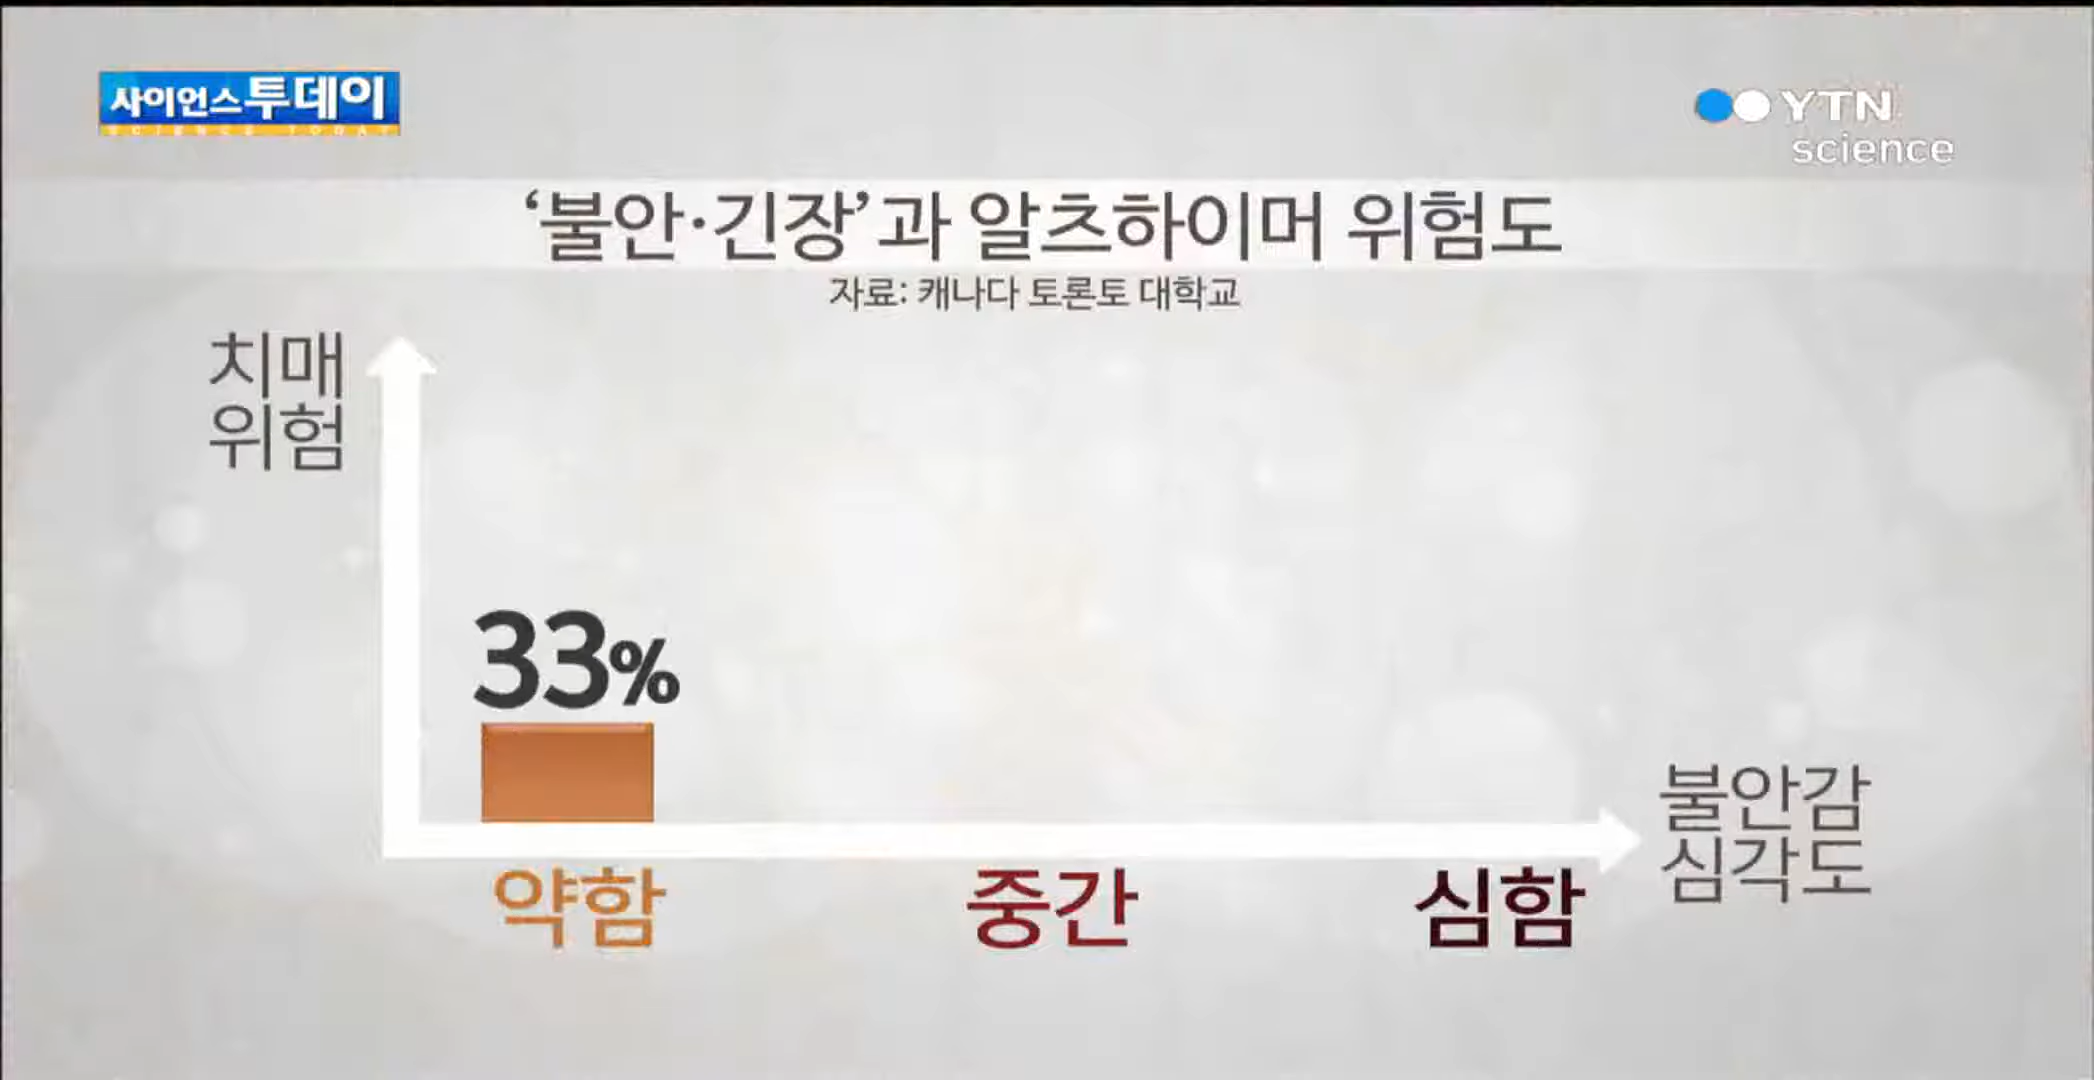 사이언스투데이
SCIENCE TODAY
YTN
science
‘불안·긴장’과 알츠하이머 위험도
자료: 캐나다 토론토 대학교
치매
위험
33%
불안감
심각도
약함
중간
심함